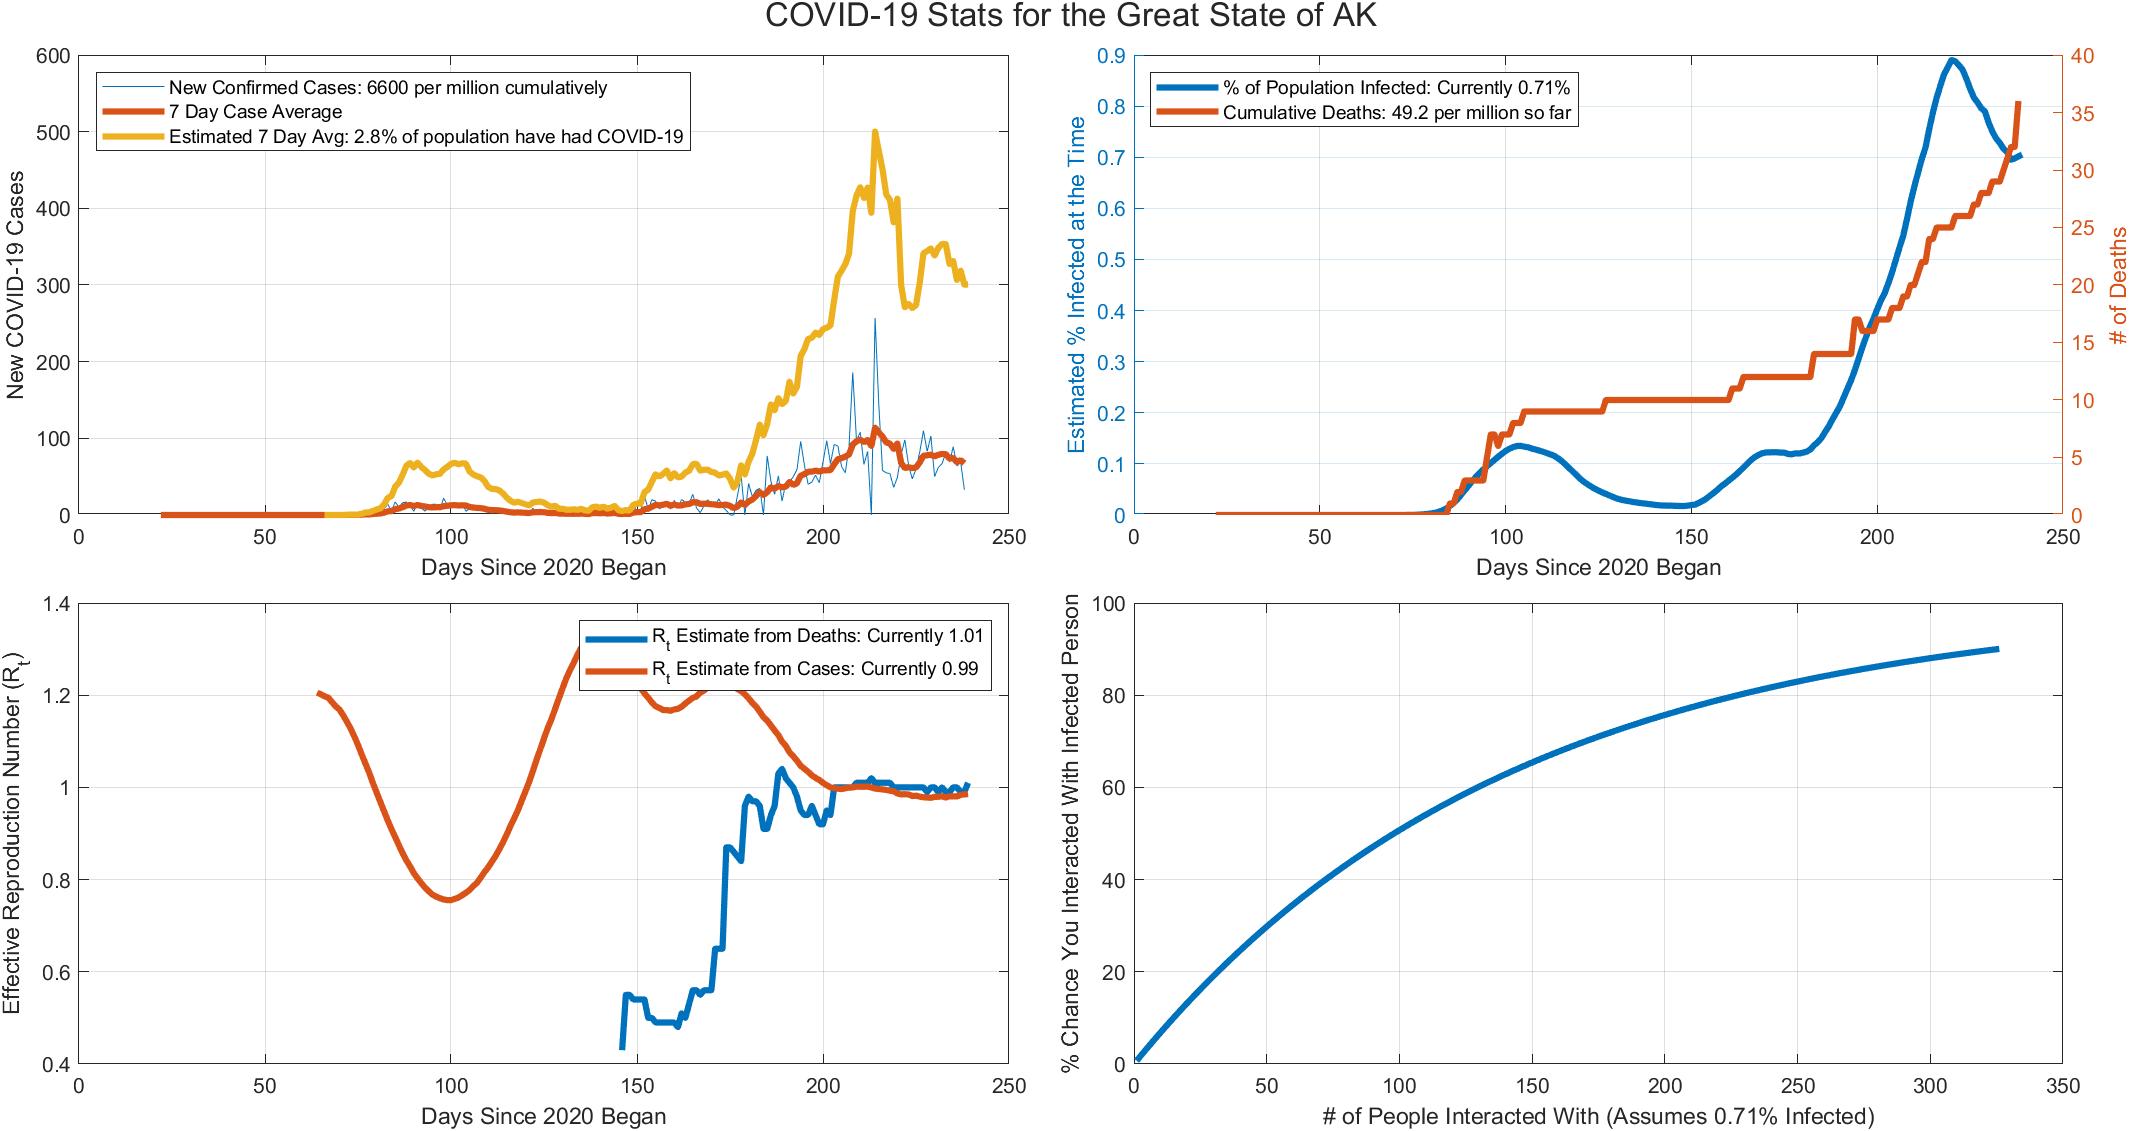 COVID-19 Stats for the Great State of AK
600
500
400
300
200
100
0
New COVID-19 Cases
New Confirmed Cases: 6600 per million cumulatively
7 Day Case Average
Estimated 7 Day Avg: 2.8% of population have had COVID-19
0 50 100 150 200 250
Days Since 2020 Began
0.9
0.8
0.7
0.6
0.5
0.4
0.3
0.2
0.1
0
Estimated % Infected at the Time
% of Population Infected: Currently 0.71%
Cumulative Deaths: 49.2 per million so far
40
35
30
25
20
15
10
5
0
# of Deaths
0 50 100 150 200 250
Days Since 2020 Began
1.4
1.2
1
0.8
0.6
0.4
Effective Reproduction Number (Rt)
Rt Estimate from Deaths: Currently 1.01
Rt Estimate from Cases: Currently 0.99
0 50 100 150 200 250
Days Since 2020 Began
100
80
60
40
20
0
% Chance You Interacted With Infected Person
0 50 100 150 200 250 300 350
# of People Interacted With (Assumes 0.71% Infected)